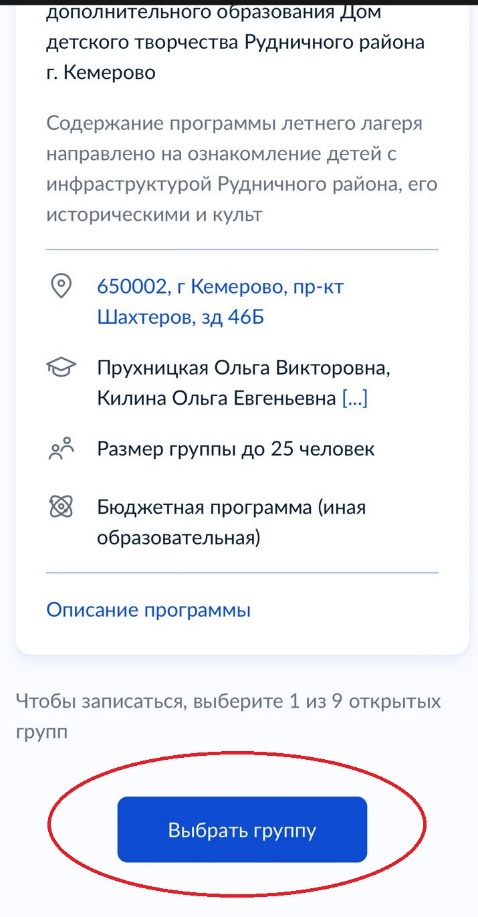 дополнительного образования Дом
детского творчества Рудничного района
г. Кемерово
Содержание программы летнего лагеря
направлено на ознакомление детей с
инфраструктурой Рудничного района, его
историческими и культ
650002, г Кемерово, пр-кт
Шахтеров, зд 46Б
Прухницкая Ольга Викторовна,
Килина Ольга Евгеньевна [...]
Размер группы до 25 человек
Бюджетная программа (иная
образовательная)
Описание программы
Чтобы записаться, выберите 1 из 9 открытых
групп
Выбрать группу